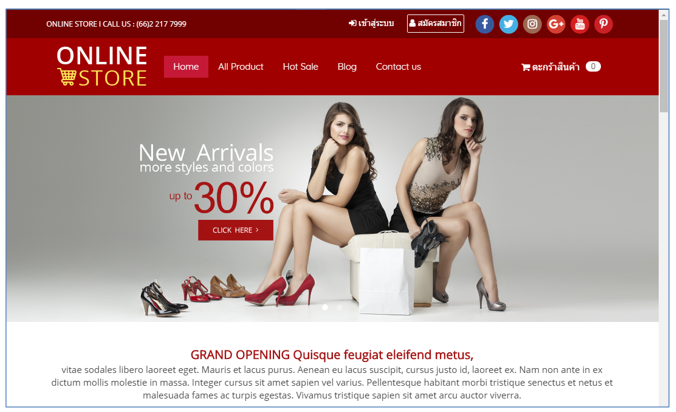 ONLINE STORE I CALL US : (66)2 217 7999
เข้าสู่ระบบ
สมัครสมาชิก
ONLINE
STORE
Home
All Product
Hot Sale
Blog
Contact us
ตะกร้าสินค้า 0
New Arrivals
more styles and colors
up to 30%
CLICK HERE >
GRAND OPENING Quisque feugiat eleifend metus,
vitae sodales libero laoreet eget. Mauris et lacus purus. Aenean eu lacus suscipit, cursus justo id, laoreet ex. Nam non ante in ex
dictum mollis molestie in massa. Integer cursus sit amet sapien vel varius. Pellentesque habitant morbi tristique senectus et netus et
malesuada fames ac turpis egestas. Vivamus tristique sapien sit amet arcu auctor viverra.